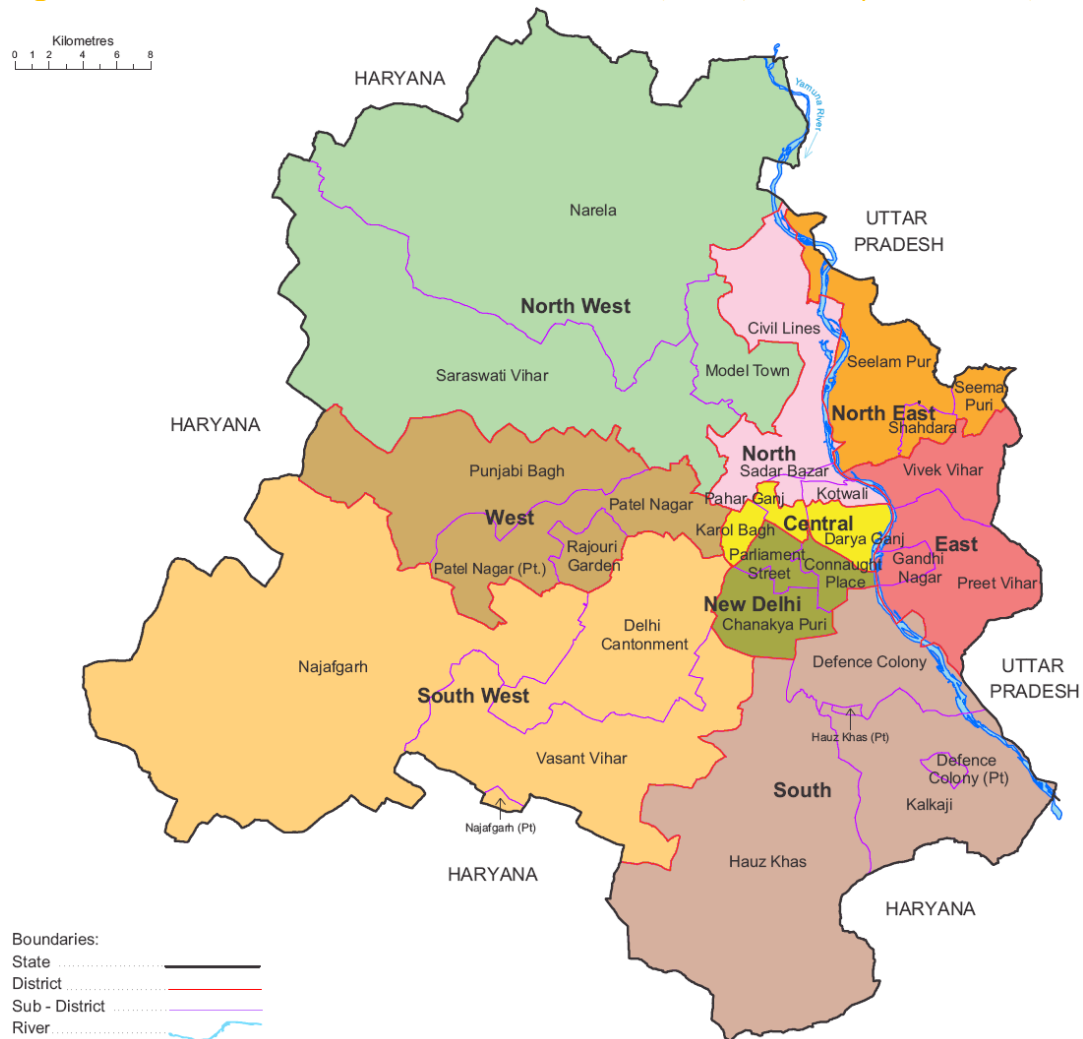 Kilometres
0 1 2 4 6 8
HARYANA
Yamuna River
Narela
UTTAR
PRADESH
North West
Civil Lines
Model Town
Saraswati Vihar
Seelam Pur
Seema
Puri
HARYANA
North East
Shahdara
North
Sadar Bazar
Vivek Vihar
Punjabi Bagh
Patel Nagar
Pahar Ganj
Kotwali
West
Karol Bagh
Central
Darya Ganj
East
Rajouri
Garden
Patel Nagar (Pt.)
Parliament
Street
Connaught
Place
Gandhi
Nagar
Preet Vihar
New Delhi
Chanakya Puri
Delhi
Cantonment
Najafgarh
Defence Colony
UTTAR
PRADESH
South West
Hauz Khas (Pt)
Vasant Vihar
Defence
Colony (Pt)
South
Kalkaji
Najafgarh (Pt)
HARYANA
Hauz Khas
HARYANA
Boundaries:
State
District
Sub - District
River